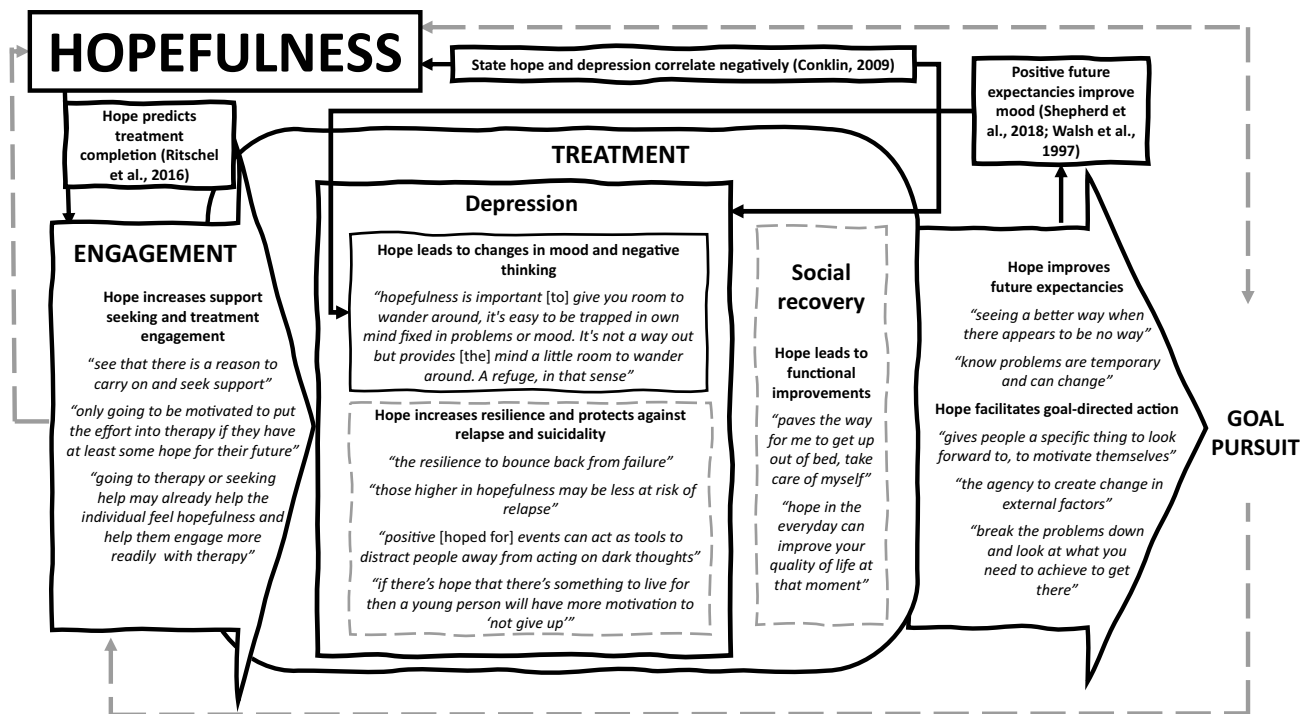 HOPEFULNESS
State hope and depression correlate negatively (Conklin, 2009)
Positive future
expectancies improve
mood (Shepherd et
al., 2018; Walsh et al.,
1997)
Hope predicts
treatment
completion (Ritschel
et al., 2016)
TREATMENT
ENGAGEMENT
Hope increases support
seeking and treatment
engagement
“see that there is a reason to
carry on and seek support”
“only going to be motivated to put
the effort into therapy if they have
at least some hope for their future”
“going to therapy or seeking
help may already help the
individual feel hopefulness and
help them engage more
readily with therapy”
Depression
Hope leads to changes in mood and negative
thinking
“hopefulness is important [to] give you room to
wander around, it's easy to be trapped in own
mind fixed in problems or mood. It's not a way out
but provides [the] mind a little room to wander
around. A refuge, in that sense”
Hope increases resilience and protects against
relapse and suicidality
“the resilience to bounce back from failure”
“those higher in hopefulness may be less at risk of
relapse”
“positive [hoped for] events can act as tools to
distract people away from acting on dark thoughts”
“if there’s hope that there’s something to live for
then a young person will have more motivation to
‘not give up’”
Social
recovery
Hope leads to
functional
improvements
“paves the way
for me to get up
out of bed, take
care of myself”
“hope in the
everyday can
improve your
quality of life at
that moment”
Hope improves
future expectancies
“seeing a better way when
there appears to be no way”
“know problems are temporary
and can change”
Hope facilitates goal-directed action
“gives people a specific thing to look
forward to, to motivate themselves”
“the agency to create change in
external factors”
“break the problems down
and look at what you
need to achieve to get
there”
GOAL
PURSUIT